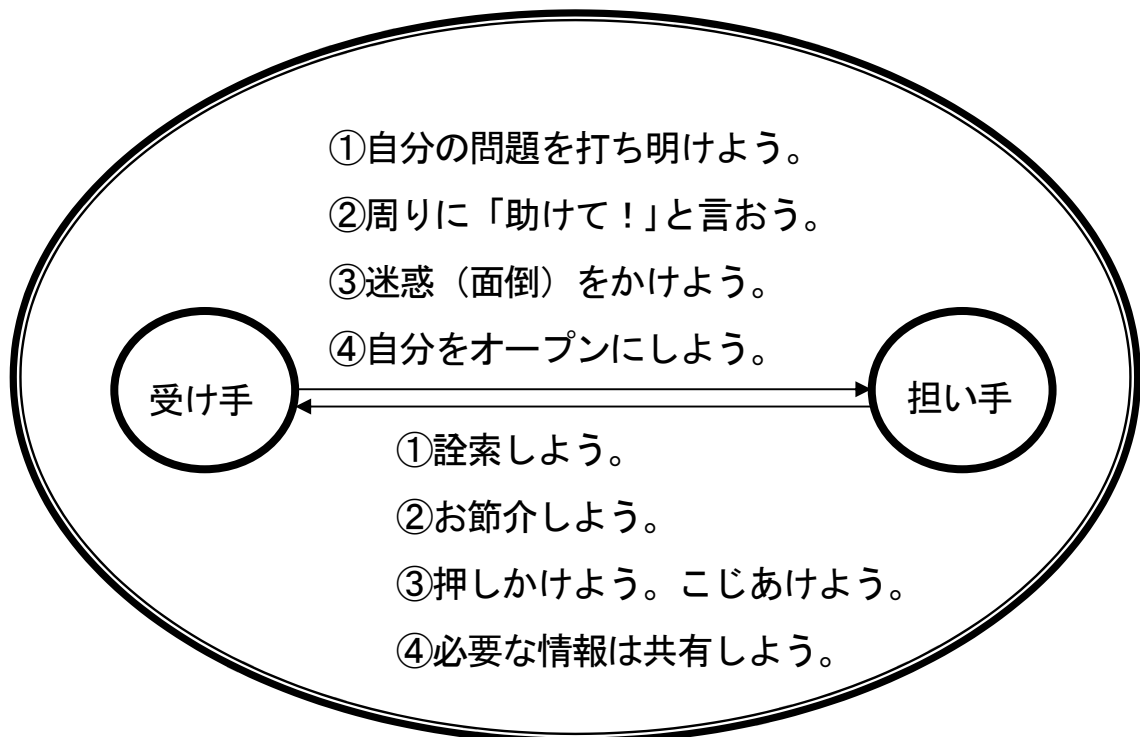 ①自分の問題を打ち明けよう。
②周りに「助けて！」と言おう。
③迷惑（面倒）をかけよう。
④自分をオープンにしよう。
受け手
担い手
①詮索しよう。
②お節介しよう。
③押しかけよう。こじあけよう。
④必要な情報は共有しよう。